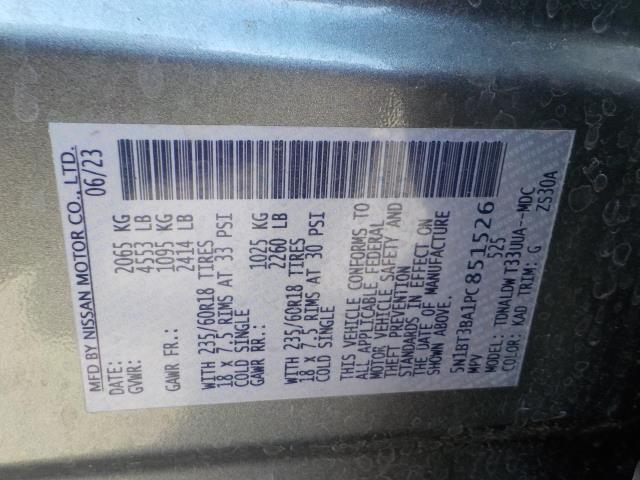 MFD BY NISSAN MOTOR CO., LTD.
DATE: 06/23
GVWR: 2065 KG
4553 LB
GAWR FR.: 1095 KG
2414 LB
WITH 235/60R18 TIRES
18 X 7.5 RIMS AT 33 PSI
COLD SINGLE
GAWR RR.: 1025 KG
2260 LB
WITH 235/60R18 TIRES
18 X 7.5 RIMS AT 30 PSI
COLD SINGLE
THIS VEHICLE CONFORMS TO
ALL APPLICABLE FEDERAL
MOTOR VEHICLE SAFETY AND
THEFT PREVENTION
STANDARDS IN EFFECT ON
THE DATE OF MANUFACTURE
SHOWN ABOVE.
5N1BT3BA1PC851526
MPV 525
MODEL: TDNALDW T33UUA--MDC
COLOR: KAD TRIM: G ZS30A